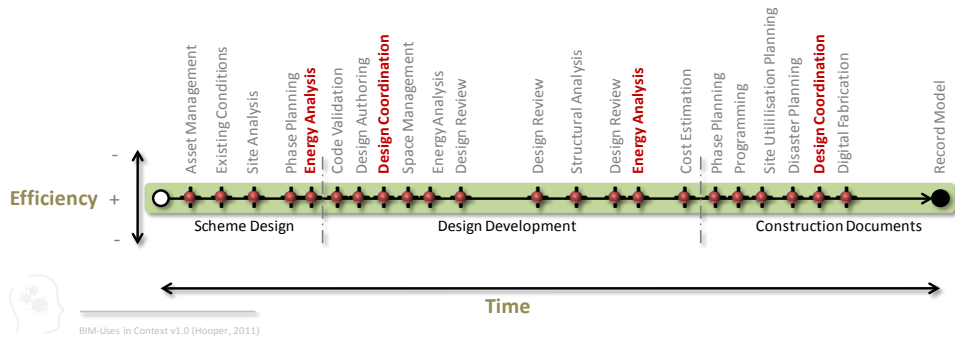 Asset Management
Existing Conditions
Site Analysis
Phase Planning
Energy Analysis
Code Validation
Design Authoring
Design Coordination
Space Management
Energy Analysis
Design Review
Design Review
Structural Analysis
Design Review
Energy Analysis
Cost Estimation
Phase Planning
Programming
Site Utililisation Planning
Disaster Planning
Design Coordination
Digital Fabrication
Record Model
-
Efficiency +
-
Scheme Design
Design Development
Construction Documents
Time
BIM-Uses in Context v1.0 (Hooper, 2011)